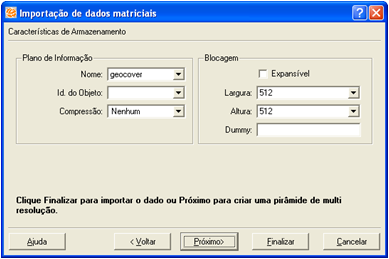 Importação de dados matriciais
Características de Armazenamento
Plano de Informação
Nome: geocover
Id. do Objeto:
Compressão: Nenhum
Blocagem
Expansível
Largura: 512
Altura: 512
Dummy:
Clique Finalizar para importar o dado ou Próximo para criar uma pirâmide de multi
resolução.
Ajuda
< Voltar
Próximo>
Finalizar
Cancelar